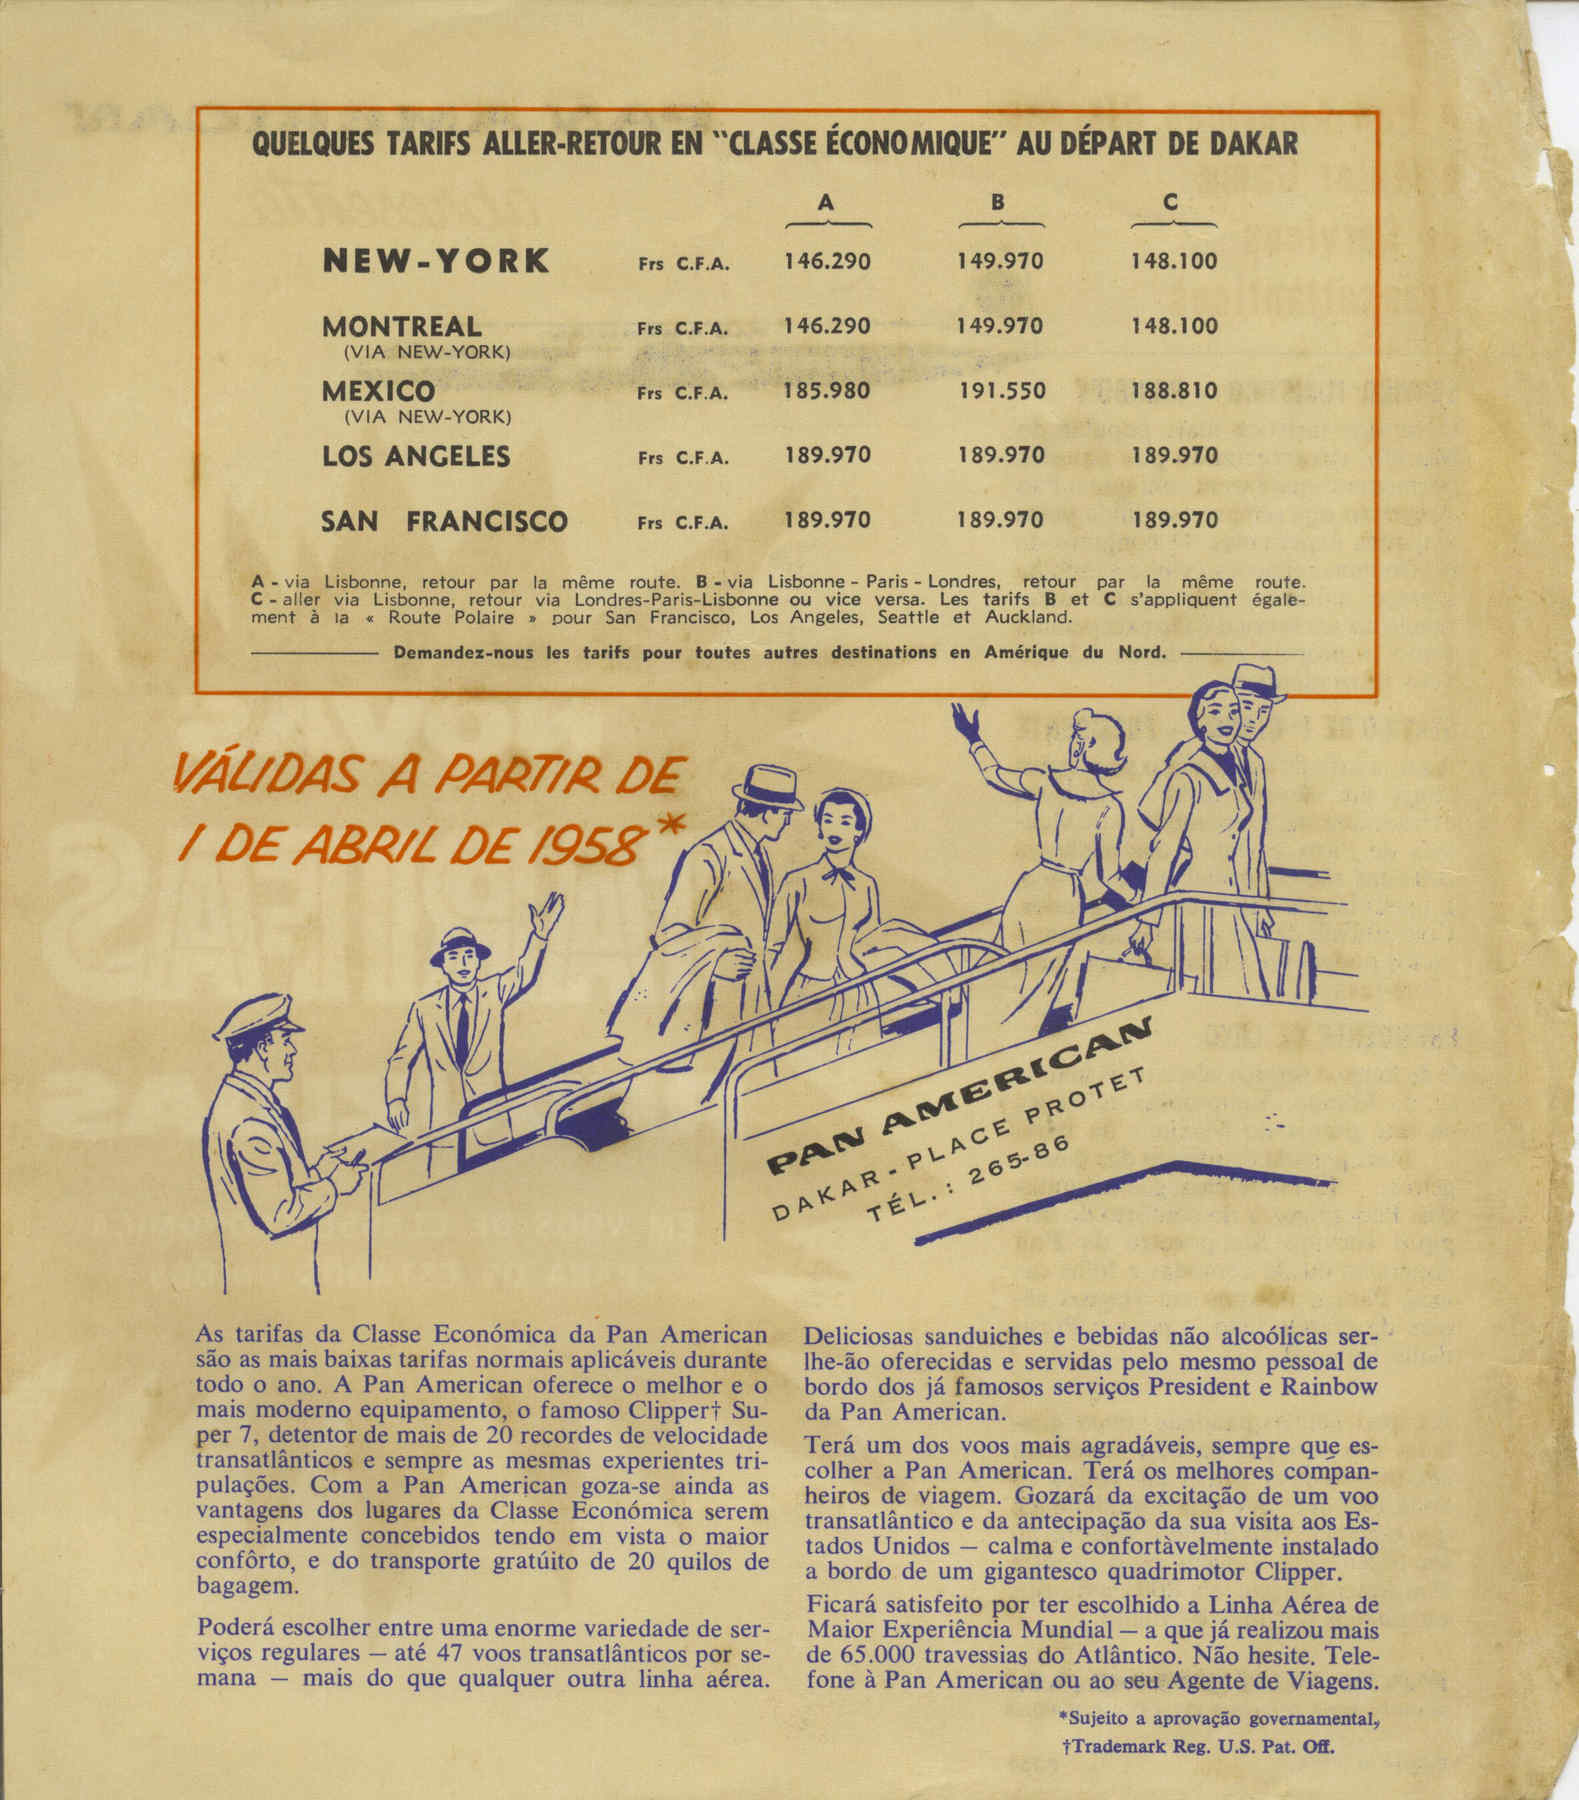 QUELQUES TARIFS ALLER-RETOUR EN "CLASSE ÉCONOMIQUE" AU DÉPART DE DAKAR
A B C
NEW-YORK Frs C.F.A. 146.290 149.970 148.100
MONTREAL Frs C.F.A. 146.290 149.970 148.100
(VIA NEW-YORK)
MEXICO Frs C.F.A. 185.980 191.550 188.810
(VIA NEW-YORK)
LOS ANGELES Frs C.F.A. 189.970 189.970 189.970
SAN FRANCISCO Frs C.F.A. 189.970 189.970 189.970
A - via Lisbonne, retour par la même route. B - via Lisbonne - Paris - Londres, retour par la même route.
C - aller via Lisbonne, retour via Londres-Paris-Lisbonne ou vice versa. Les tarifs B et C s'appliquent égale-
ment à la « Route Polaire » pour San Francisco, Los Angeles, Seattle et Auckland.
Demandez-nous les tarifs pour toutes autres destinations en Amérique du Nord.
VÁLIDAS A PARTIR DE
1 DE ABRIL DE 1958*
PAN AMERICAN
DAKAR - PLACE PROTET
TÉL. : 265-86
As tarifas da Classe Económica da Pan American
são as mais baixas tarifas normais aplicáveis durante
todo o ano. A Pan American oferece o melhor e o
mais moderno equipamento, o famoso Clipper† Su-
per 7, detentor de mais de 20 recordes de velocidade
transatlânticos e sempre as mesmas experientes tri-
pulações. Com a Pan American goza-se ainda as
vantagens dos lugares da Classe Económica serem
especialmente concebidos tendo em vista o maior
confôrto, e do transporte gratúito de 20 quilos de
bagagem.
Poderá escolher entre uma enorme variedade de ser-
viços regulares — até 47 voos transatlânticos por se-
mana — mais do que qualquer outra linha aérea.
Deliciosas sanduiches e bebidas não alcoólicas ser-
lhe-ão oferecidas e servidas pelo mesmo pessoal de
bordo dos já famosos serviços President e Rainbow
da Pan American.
Terá um dos voos mais agradáveis, sempre que es-
colher a Pan American. Terá os melhores compan-
heiros de viagem. Gozará da excitação de um voo
transatlântico e da antecipação da sua visita aos Es-
tados Unidos — calma e confortàvelmente instalado
a bordo de um gigantesco quadrimotor Clipper.
Ficará satisfeito por ter escolhido a Linha Aérea de
Maior Experiência Mundial — a que já realizou mais
de 65.000 travessias do Atlântico. Não hesite. Tele-
fone à Pan American ou ao seu Agente de Viagens.
*Sujeito a aprovação governamental,
†Trademark Reg. U.S. Pat. Off.